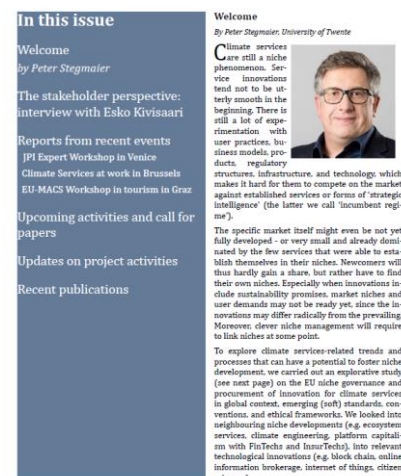 In this issue
Welcome
by Peter Stegmaier
The stakeholder perspective:
interview with Esko Kivisaari
Reports from recent events
JPI Expert Workshop in Venice
Climate Services at work in Brussels
EU-MACS Workshop in tourism in Graz
Upcoming activities and call for
papers
Updates on project activities
Recent publications
Welcome
By Peter Stegmaier, University of Twente
Climate services
are still a niche
phenomenon. Ser-
vice innovations
tend not to be ut-
terly smooth in the
beginning. There is
still a lot of expe-
rimentation with
user practices, bu-
siness models, pro-
ducts, regulatory
structures, infrastructure, and technology, which
makes it hard for them to compete on the market
against established services or forms of 'strategic
intelligence' (the latter we call 'incumbent regi-
me').
The specific market itself might even be not yet
fully developed - or very small and already domi-
nated by the few services that were able to esta-
blish themselves in their niches. Newcomers will
thus hardly gain a share, but rather have to find
their own niches. Especially when innovations in-
clude sustainability promises, market niches and
user demands may not be ready yet, since the in-
novations may differ radically from the prevailing.
Moreover, clever niche management will require
to link niches at some point.
To explore climate services-related trends and
processes that can have a potential to foster niche
development, we carried out an explorative study
(see next page) on the EU niche governance and
procurement of innovation for climate services
in global context, emerging (soft) standards, con-
ventions, and ethical frameworks. We looked into
neighbouring niche developments (e.g. ecosystem
services, climate engineering, platform capitali-
sm with FinTechs and InsurTechs), into relevant
technological innovations (e.g. block chain, online
information brokerage, internet of things, citizen